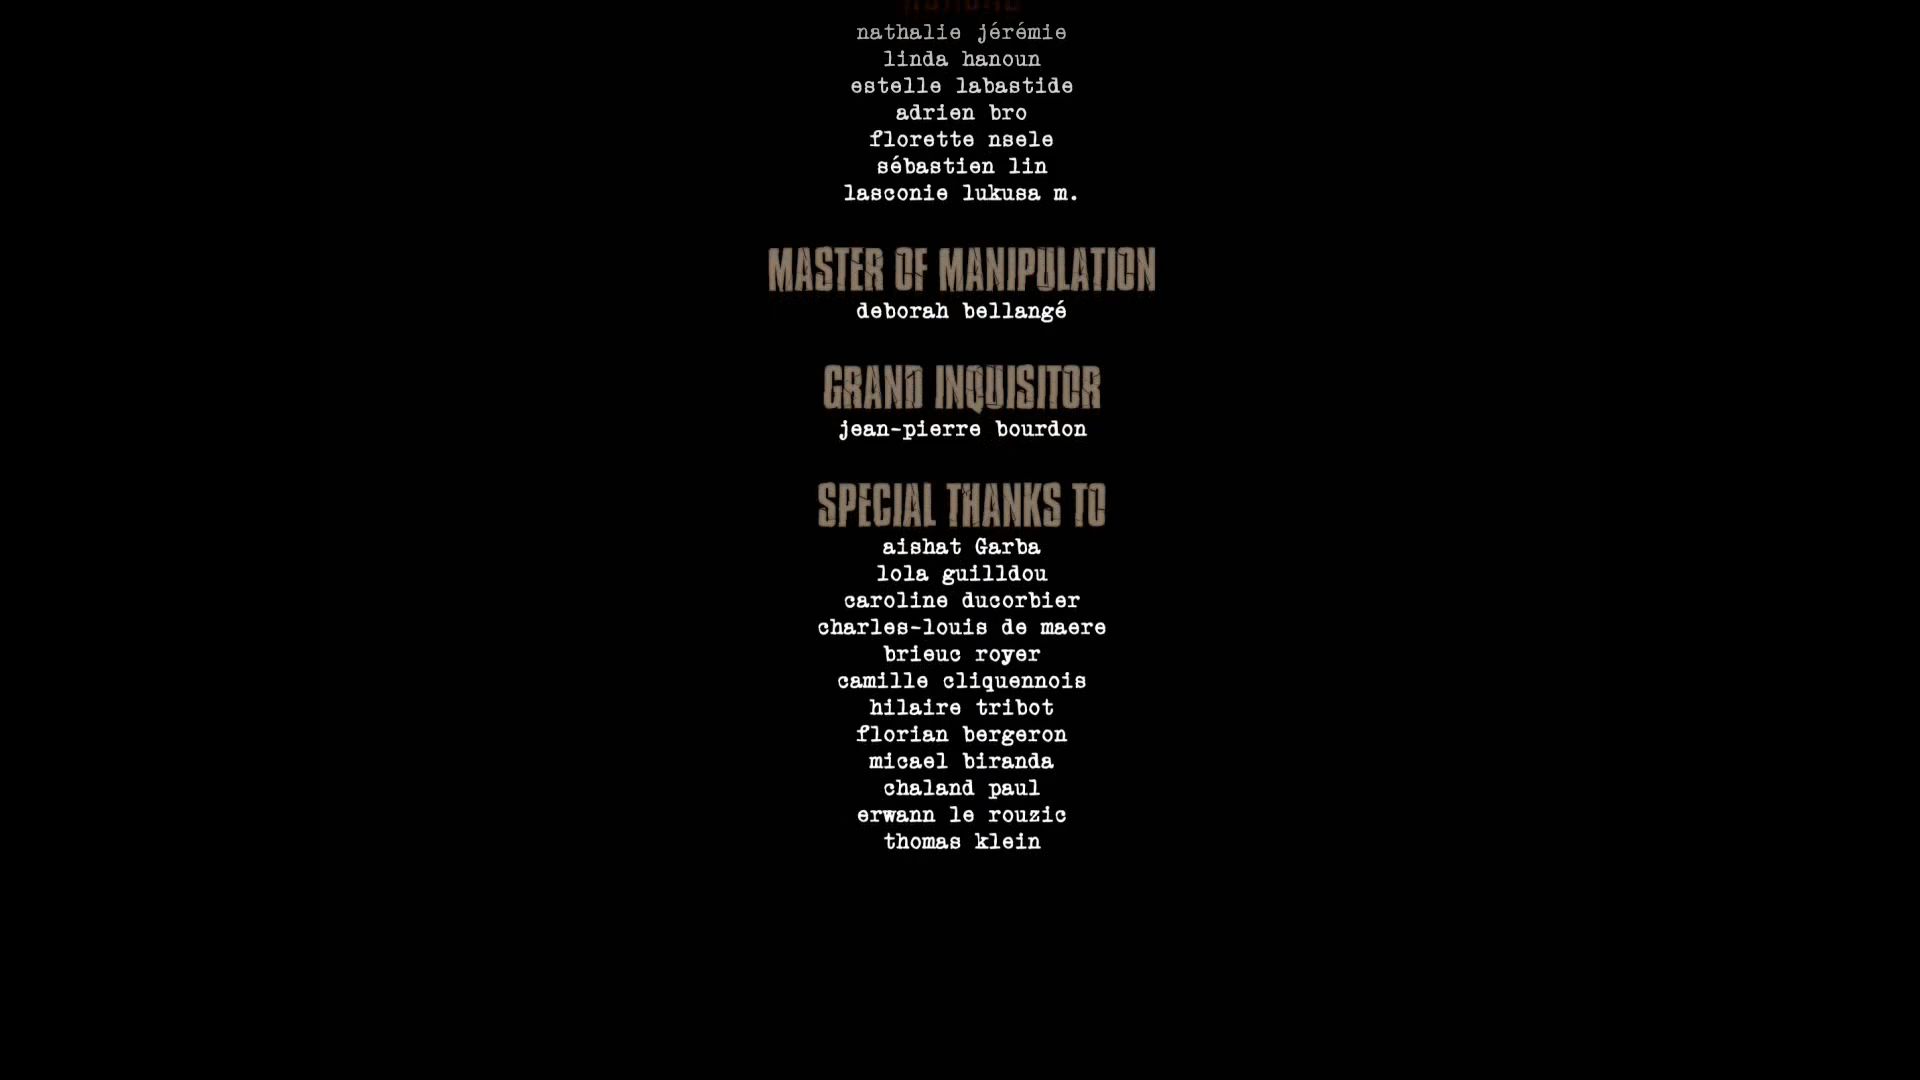 nathalie jérémie
linda hanoun
estelle labastide
adrien bro
florette nsele
sébastien lin
lasconie lukusa m.
MASTER OF MANIPULATION
deborah bellangé
GRAND INQUISITOR
jean-pierre bourdon
SPECIAL THANKS TO
aishat Garba
lola guilldou
caroline ducorbier
charles-louis de maere
brieuc royer
camille cliquennois
hilaire tribot
florian bergeron
micael biranda
chaland paul
erwann le rouzic
thomas klein